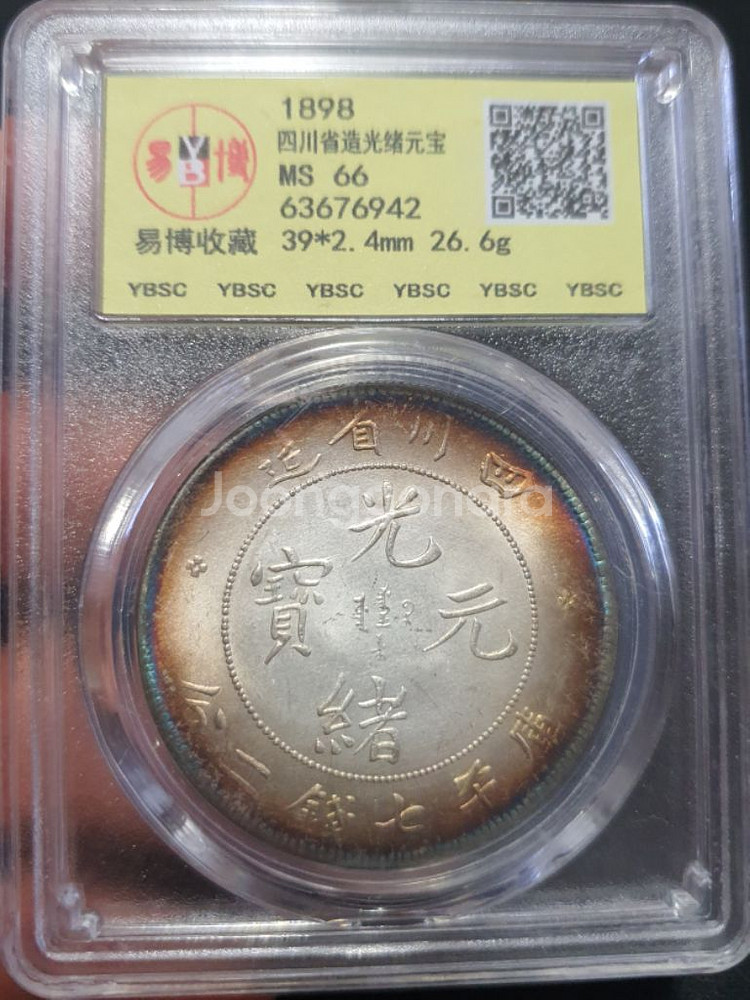 1898
四川省造光绪元宝
MS 66
63676942
易博
YB
易博收藏 39*2.4mm 26.6g
YBSC YBSC YBSC YBSC YBSC YBSC
四川省造
光緒元寶
庫平七錢二分
Joongonara